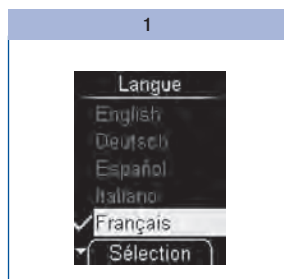 1
Langue
English
Deutsch
Español
Italiano
Français
Sélection